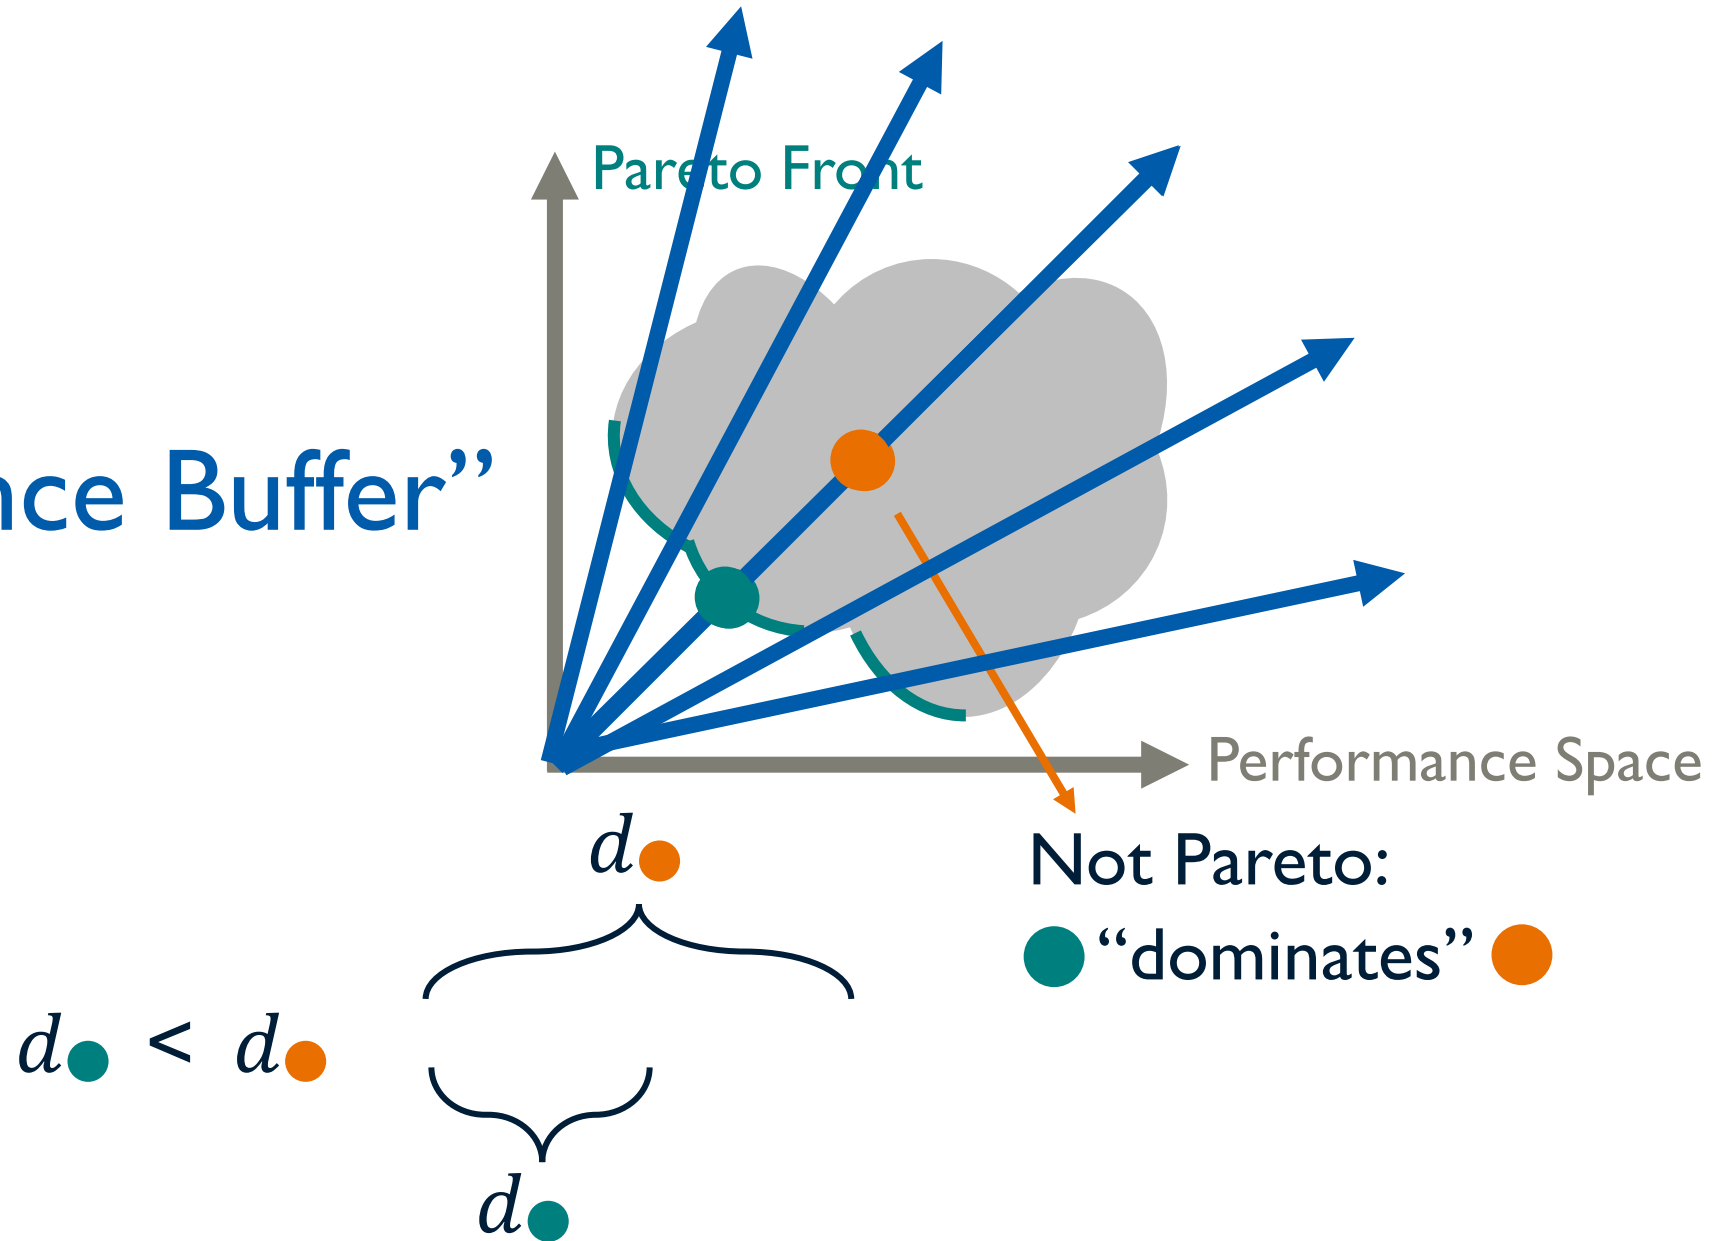 Pareto Front
nce Buffer”
Performance Space
d
Not Pareto:
“dominates”
d < d
d